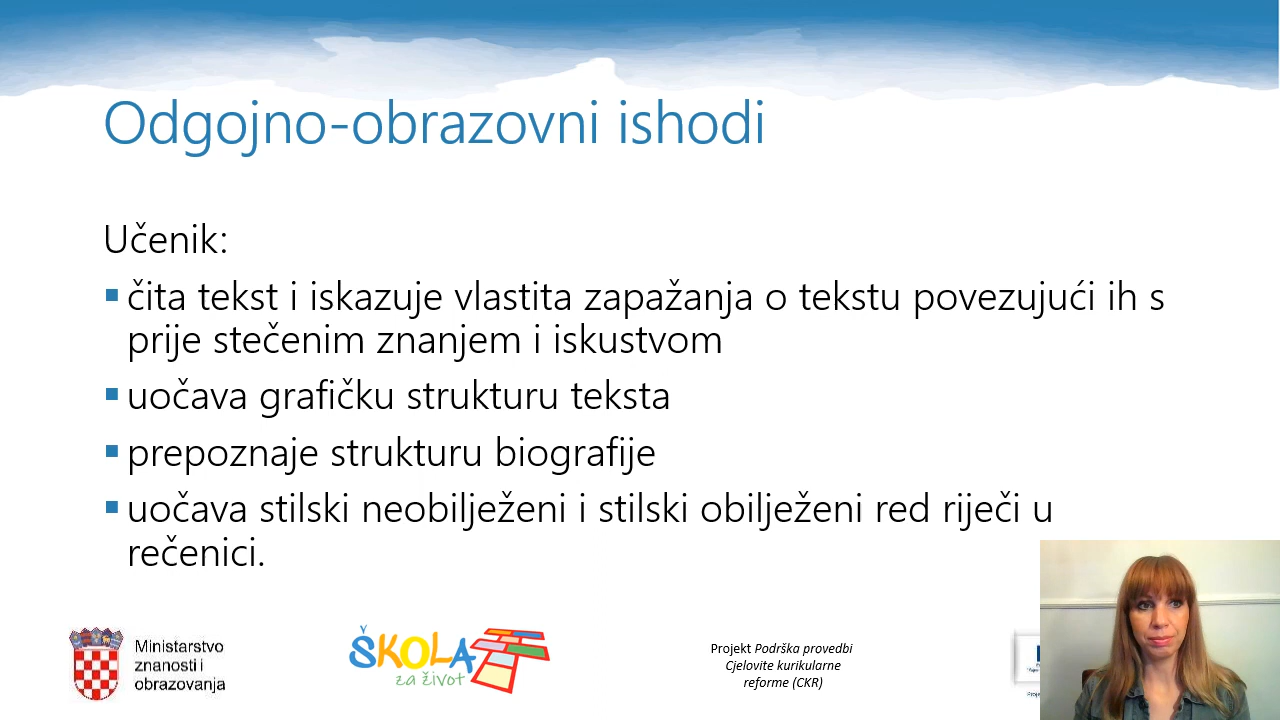 Odgojno-obrazovni ishodi
Učenik:
čita tekst i iskazuje vlastita zapažanja o tekstu povezujući ih s
prije stečenim znanjem i iskustvom
uočava grafičku strukturu teksta
prepoznaje strukturu biografije
uočava stilski neobilježeni i stilski obilježeni red riječi u
rečenici.
Ministarstvo
znanosti i
obrazovanja
ŠKOLA
za život
Projekt Podrška provedbi
Cjelovite kurikularne
reforme (CKR)